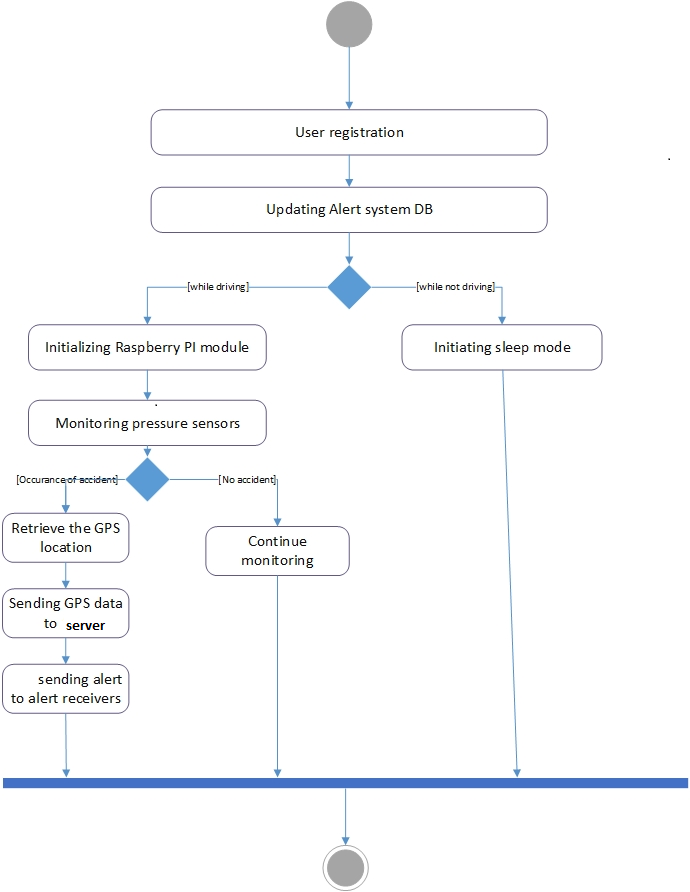 User registration
Updating Alert system DB
[while driving]
[while not driving]
Initializing Raspberry PI module
Initiating sleep mode
Monitoring pressure sensors
[Occurance of accident]
[No accident]
Retrieve the GPS
location
Continue
monitoring
Sending GPS data
to server
sending alert
to alert receivers